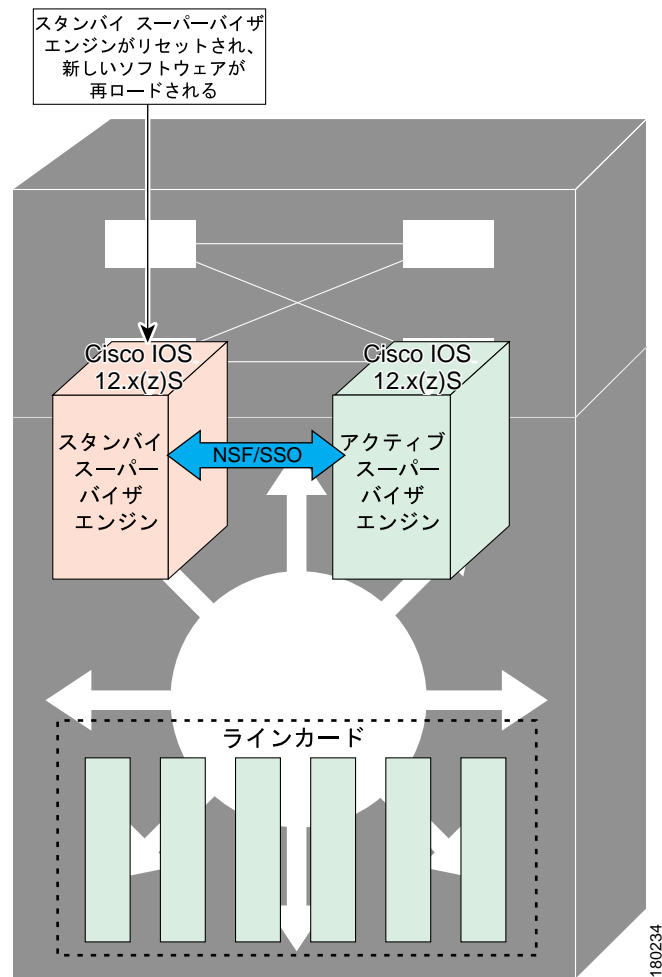 スタンバイ スーパーバイザ
エンジンがリセットされ、
新しいソフトウェアが
再ロードされる
Cisco IOS
12.x(z)S
Cisco IOS
12.x(z)S
スタンバイ
スーパー
バイザ
エンジン
NSF/SSO
アクティブ
スーパー
バイザ
エンジン
ラインカード
180234